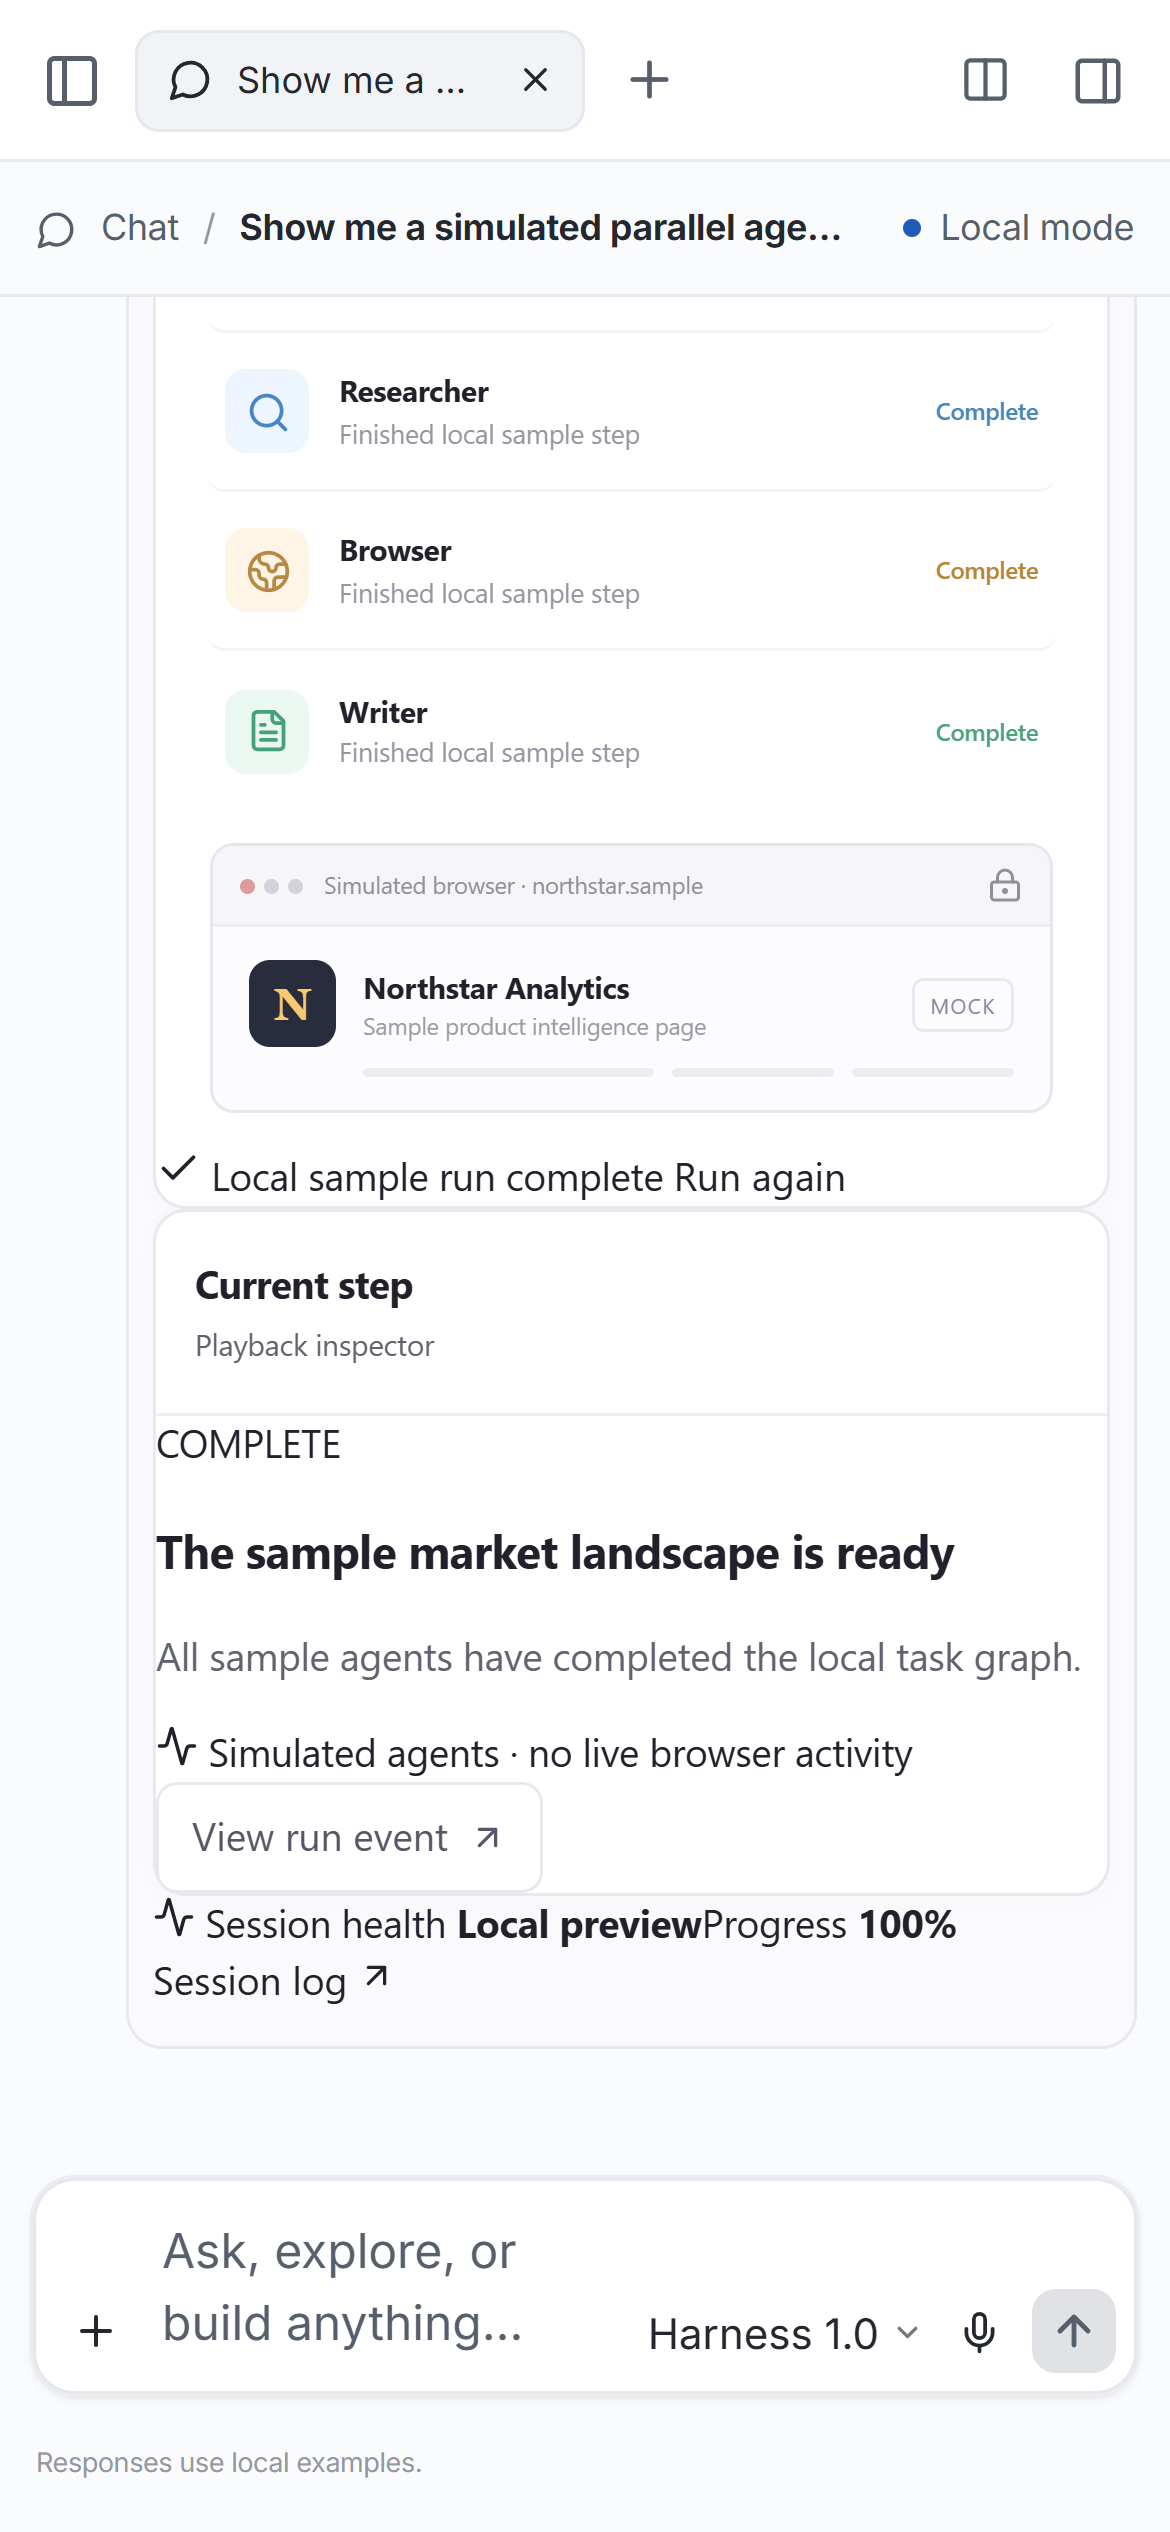 Show me a ...
Chat / Show me a simulated parallel age... Local mode
Researcher
Finished local sample step
Complete
Browser
Finished local sample step
Complete
Writer
Finished local sample step
Complete
Simulated browser · northstar.sample
N
Northstar Analytics
Sample product intelligence page
MOCK
Local sample run complete Run again
Current step
Playback inspector
COMPLETE
The sample market landscape is ready
All sample agents have completed the local task graph.
Simulated agents · no live browser activity
View run event
Session health Local previewProgress 100%
Session log
Ask, explore, or
build anything...
Harness 1.0
Responses use local examples.